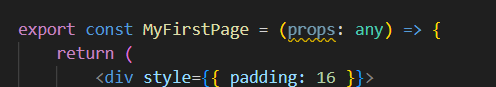 export const MyFirstPage = (props: any) => {
return (
<div style={{ padding: 16 }}>